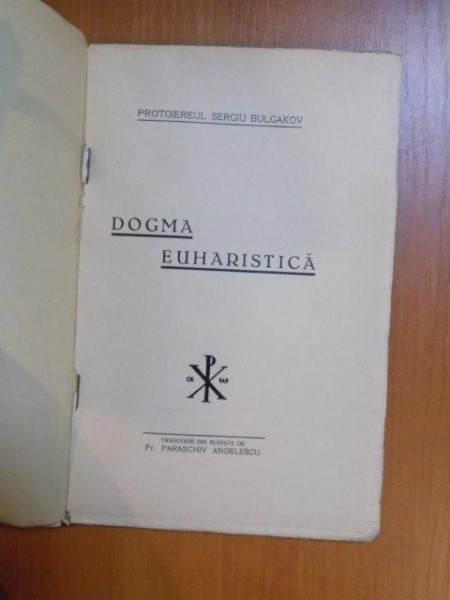 PROTOIEREUL SERGIU BULGAKOV
DOGMA
EUHARISTICĂ
α ☧ ω
TRADUCERE DIN RUSEȘTE DE
Pr. PARASCHIV ANGELESCU